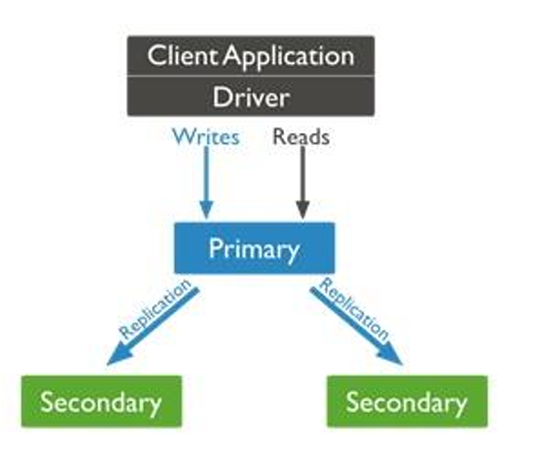 Client Application
Driver
Writes
Reads
Primary
Replication
Replication
Secondary
Secondary